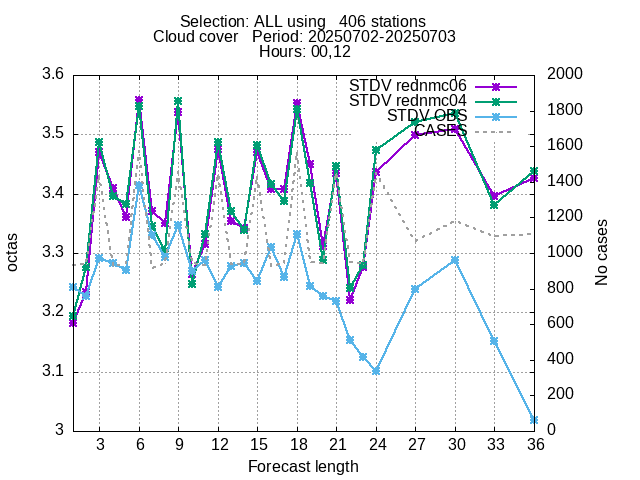 Selection: ALL using   406 stations
Cloud cover   Period: 20250702-20250703
Hours: 00,12
STDV rednmc06
STDV rednmc04
STDV OBS
CASES
octas
3.6
3.5
3.4
3.3
3.2
3.1
3
No cases
2000
1800
1600
1400
1200
1000
800
600
400
200
0
3 6 9 12 15 18 21 24 27 30 33 36
Forecast length